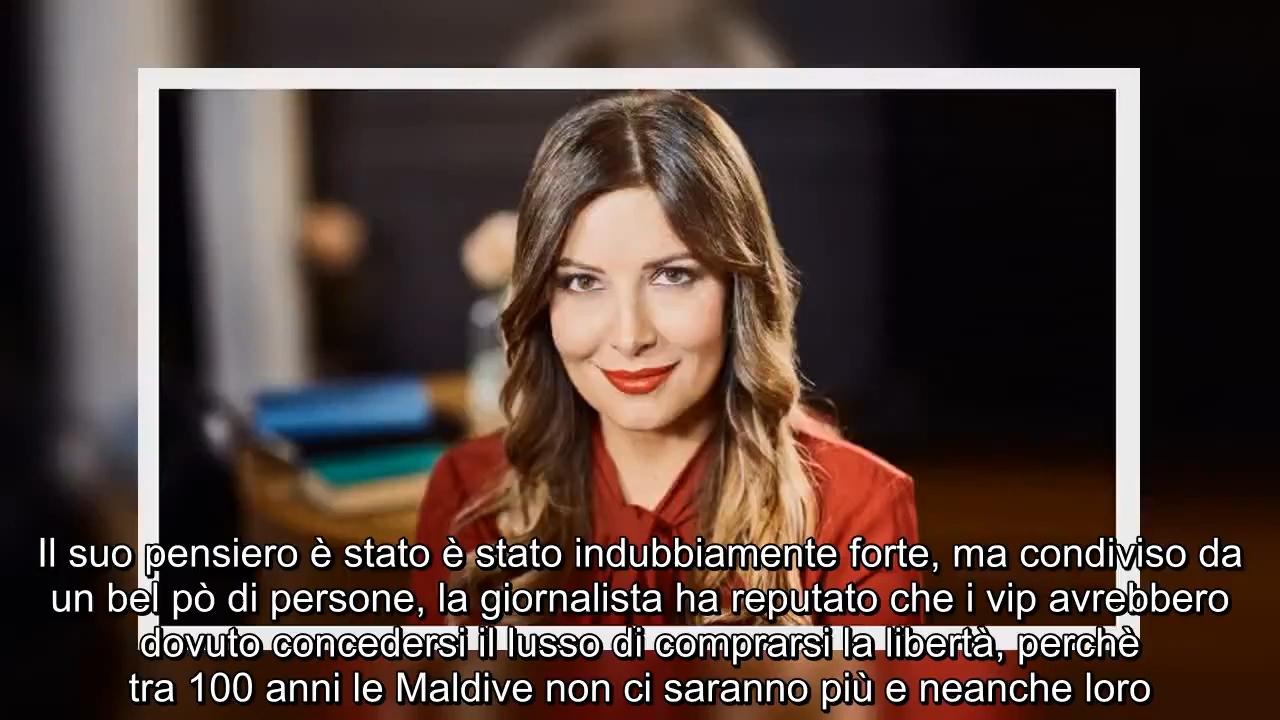 Il suo pensiero è stato è stato indubbiamente forte, ma condiviso da
un bel pò di persone, la giornalista ha reputato che i vip avrebbero
dovuto concedersi il lusso di comprarsi la libertà, perchè
tra 100 anni le Maldive non ci saranno più e neanche loro